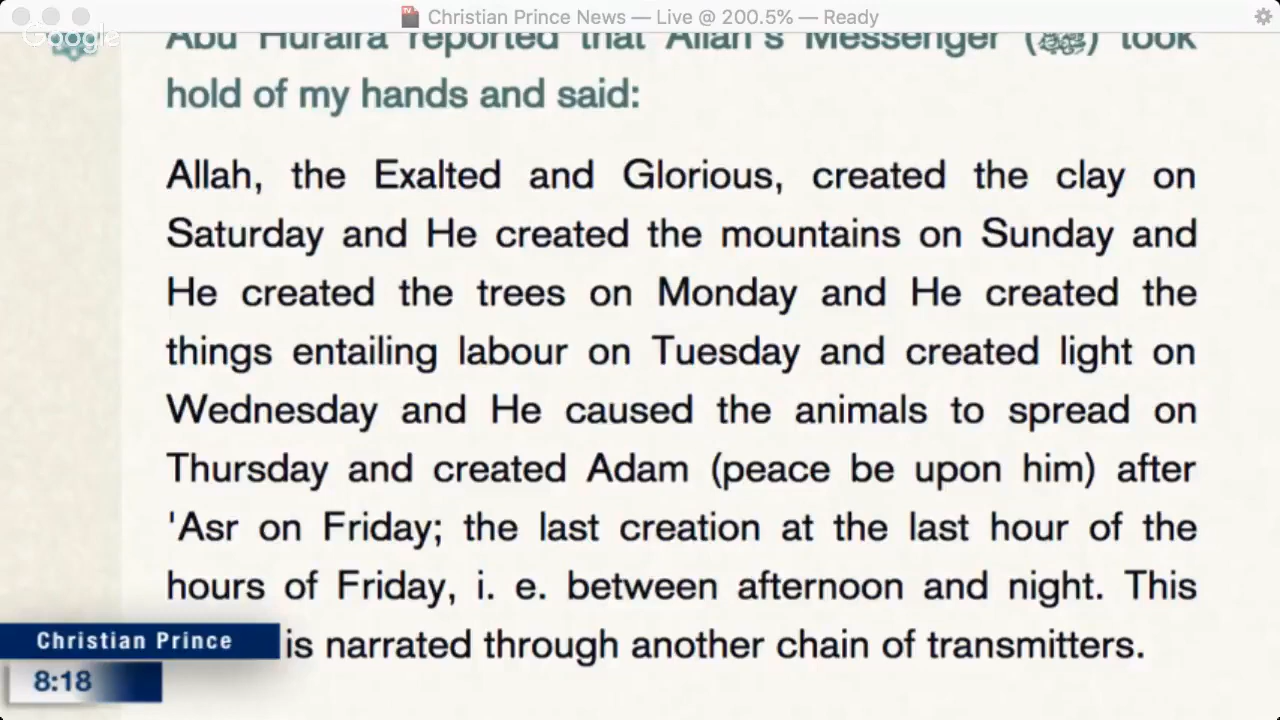 Christian Prince News — Live @ 200.5% — Ready
Google
Abu Huraira reported that Allah's Messenger (ﷺ) took
hold of my hands and said:
Allah, the Exalted and Glorious, created the clay on
Saturday and He created the mountains on Sunday and
He created the trees on Monday and He created the
things entailing labour on Tuesday and created light on
Wednesday and He caused the animals to spread on
Thursday and created Adam (peace be upon him) after
'Asr on Friday; the last creation at the last hour of the
hours of Friday, i. e. between afternoon and night. This
is narrated through another chain of transmitters.
Christian Prince
8:18